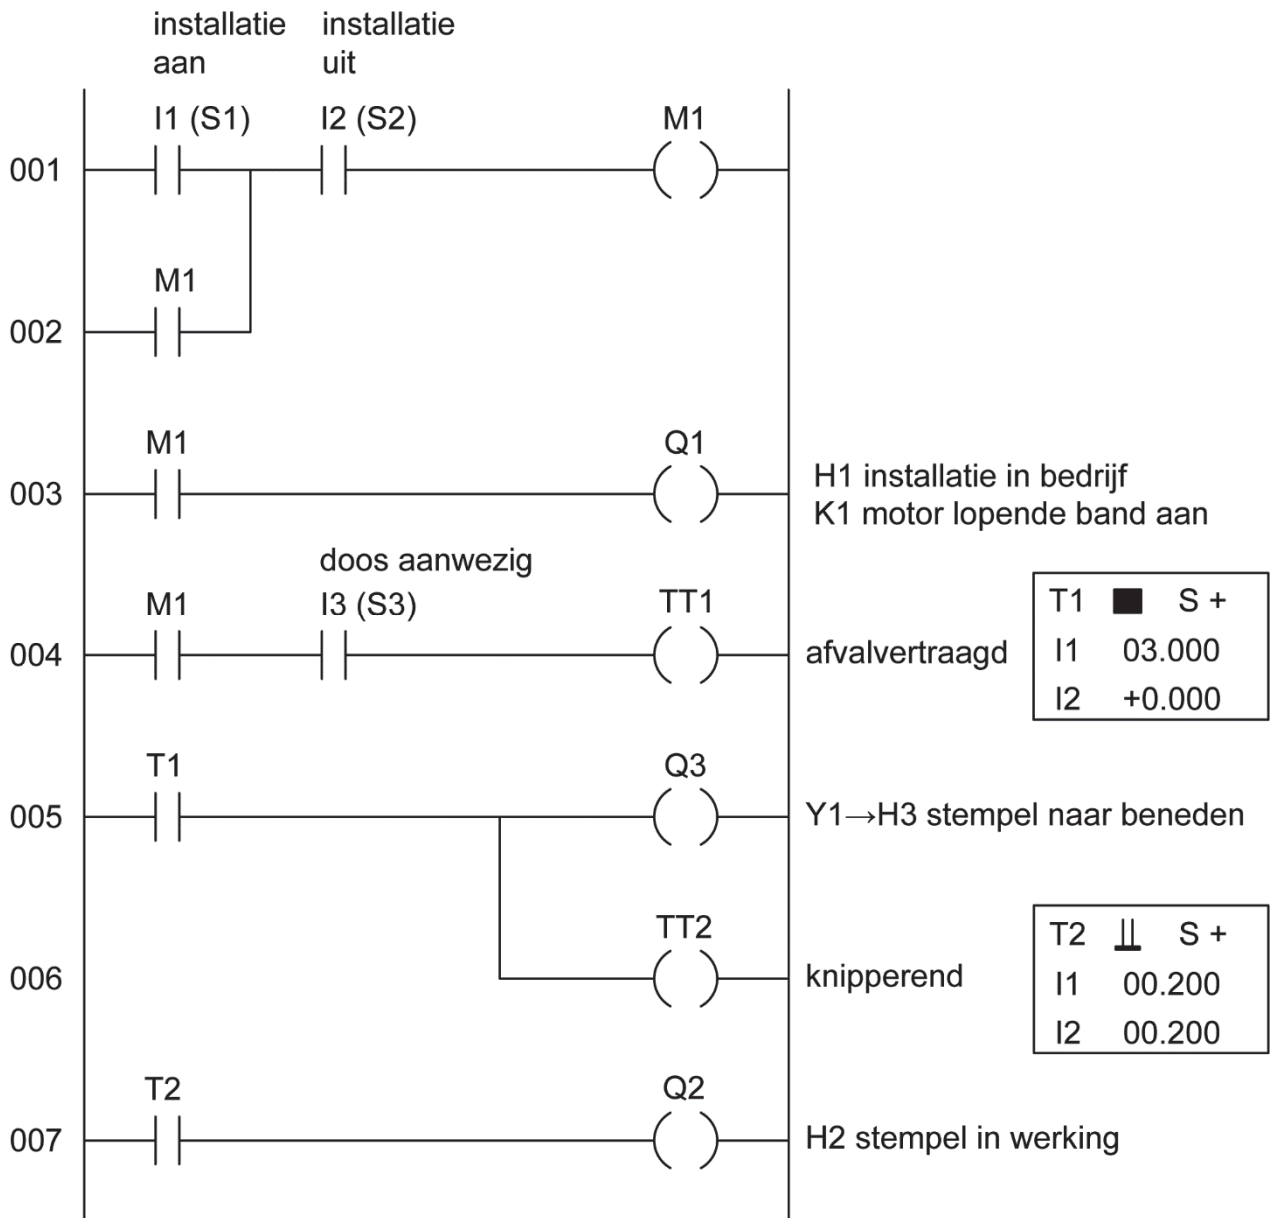 installatie aan
installatie uit
I1 (S1)
I2 (S2)
M1
001
M1
002
M1
Q1
003
H1 installatie in bedrijf
K1 motor lopende band aan
doos aanwezig
M1
I3 (S3)
TT1
004
afvalvertraagd
T1 S +
I1 03.000
I2 +0.000
T1
Q3
005
Y1→H3 stempel naar beneden
TT2
006
knipperend
T2 S +
I1 00.200
I2 00.200
T2
Q2
007
H2 stempel in werking